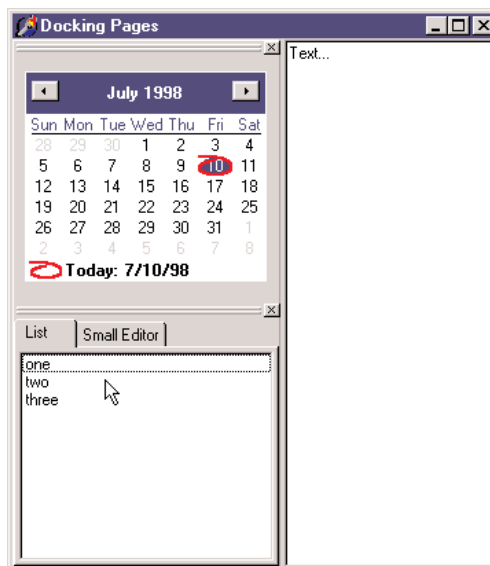 Docking Pages
Text...
July 1998
Sun Mon Tue Wed Thu Fri Sat
28 29 30 1 2 3 4
5 6 7 8 9 10 11
12 13 14 15 16 17 18
19 20 21 22 23 24 25
26 27 28 29 30 31 1
2 3 4 5 6 7 8
Today: 7/10/98
List Small Editor
one
two
three